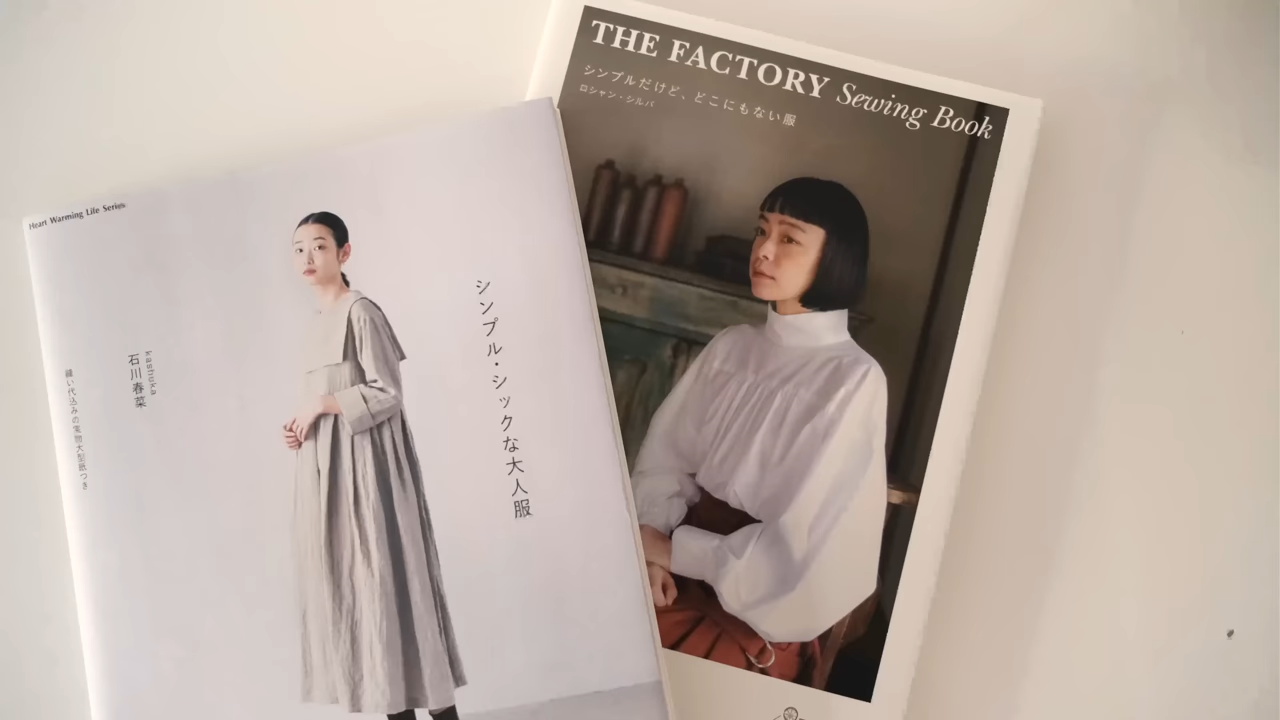 Heart Warming Life Series
シンプル・シックな大人服
kashuka
石川春菜
縫い代込みの実物大型紙つき
THE FACTORY Sewing Book
シンプルだけど、どこにもない服
ロシャン・シルバ